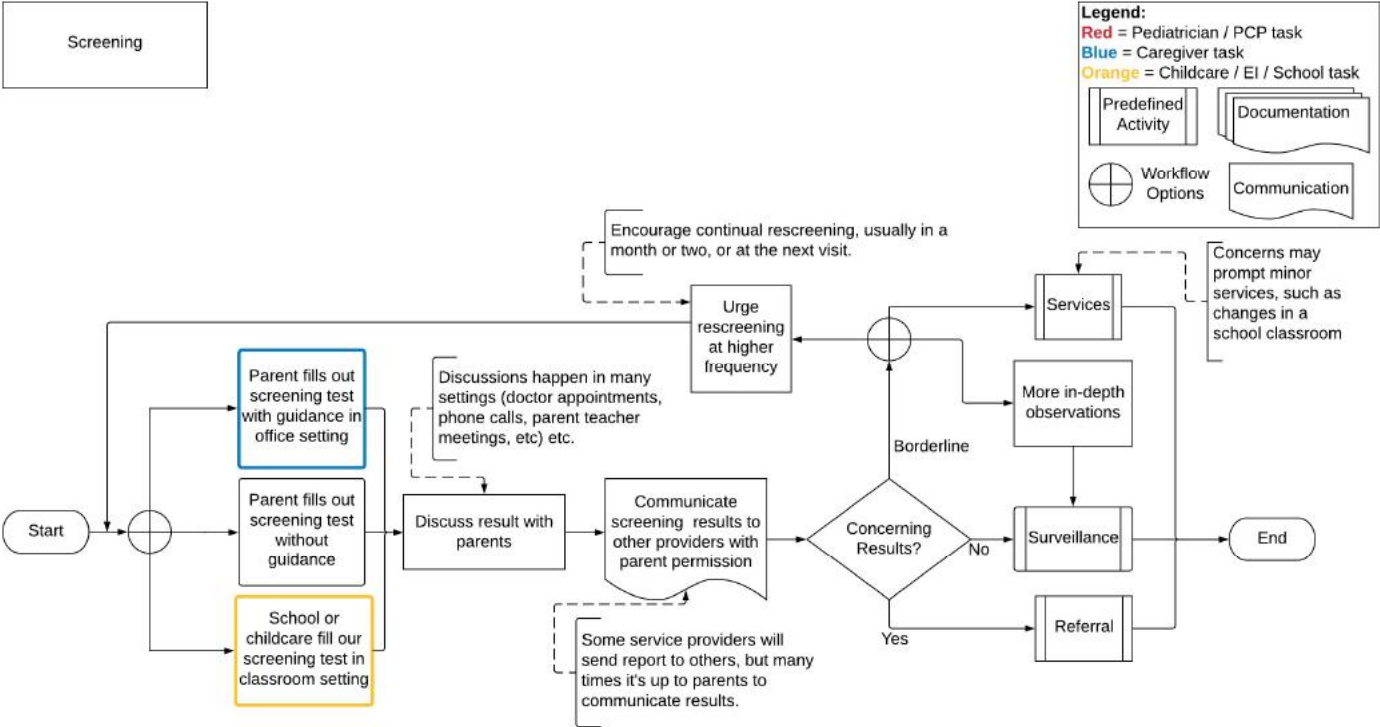 Screening
Legend:
Red = Pediatrician / PCP task
Blue = Caregiver task
Orange = Childcare / EI / School task
Predefined
Activity
Documentation
Workflow
Options
Communication
Encourage continual rescreening, usually in a
month or two, or at the next visit.
Concerns may
prompt minor
services, such as
changes in a
school classroom
Urge
rescreening
at higher
frequency
Services
Parent fills out
screening test
with guidance in
office setting
Discussions happen in many
settings (doctor appointments,
phone calls, parent teacher
meetings, etc) etc.
More in-depth
observations
Borderline
Start
Parent fills out
screening test
without
guidance
Discuss result with
parents
Communicate
screening results to
other providers with
parent permission
Concerning
Results?
No
Surveillance
End
School or
childcare fill our
screening test in
classroom setting
Yes
Referral
Some service providers will
send report to others, but many
times it's up to parents to
communicate results.